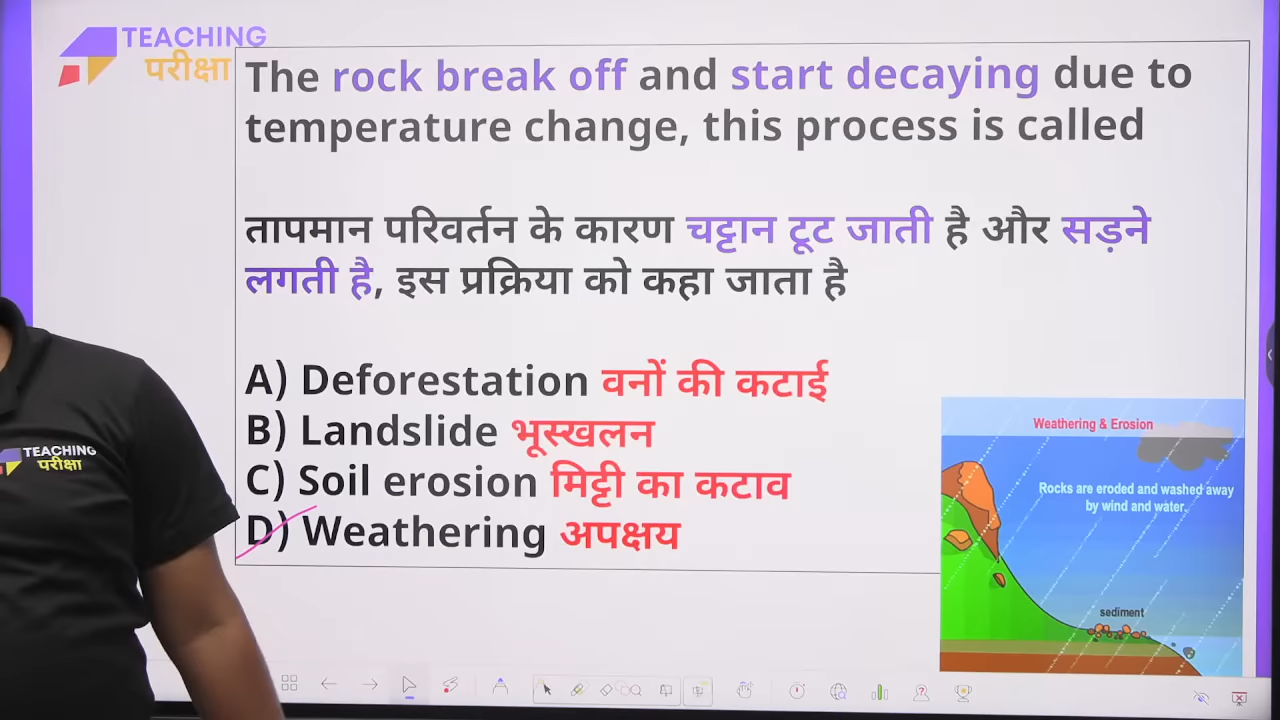 TEACHING
परीक्षा
The rock break off and start decaying due to
temperature change, this process is called
तापमान परिवर्तन के कारण चट्टान टूट जाती है और सड़ने
लगती है, इस प्रक्रिया को कहा जाता है
A) Deforestation वनों की कटाई
B) Landslide भूस्खलन
C) Soil erosion मिट्टी का कटाव
D) Weathering अपक्षय
Weathering & Erosion
Rocks are eroded and washed away
by wind and water.
sediment
TEACHING
परीक्षा